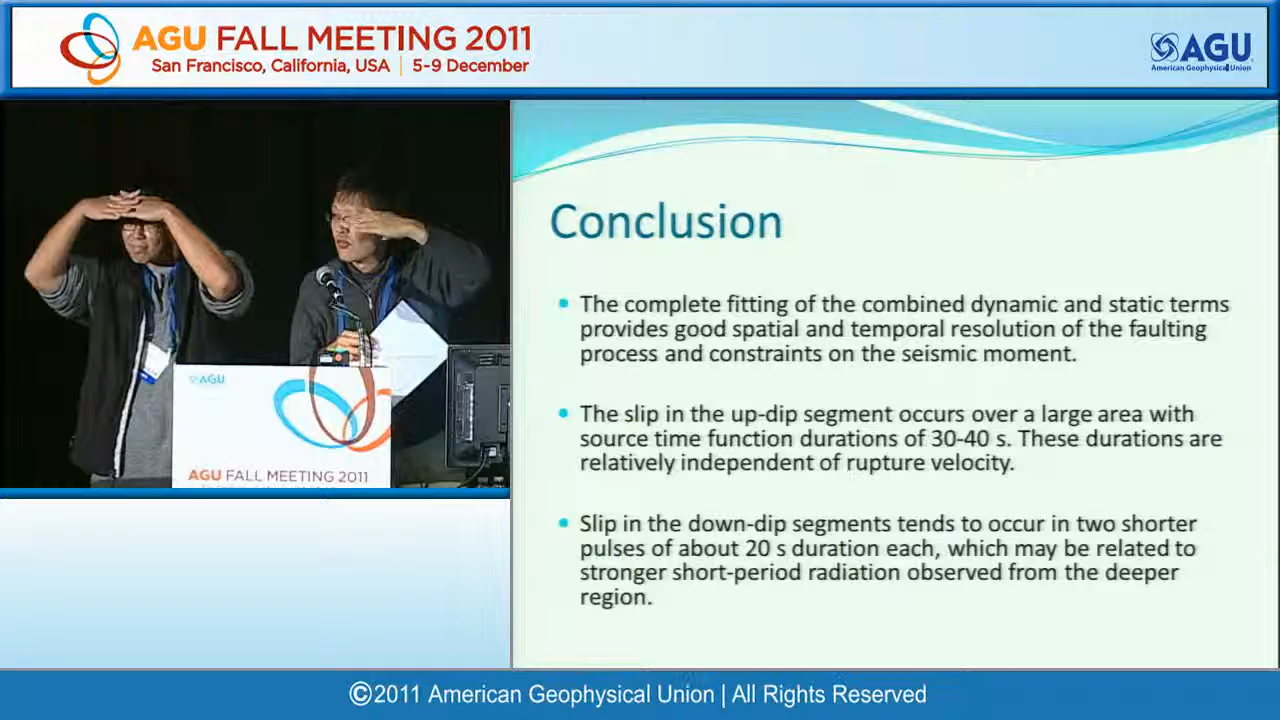 AGU FALL MEETING 2011
San Francisco, California, USA | 5-9 December
AGU
American Geophysical Union
AGU
AGU FALL MEETING 2011
Conclusion
The complete fitting of the combined dynamic and static terms
provides good spatial and temporal resolution of the faulting
process and constraints on the seismic moment.
The slip in the up-dip segment occurs over a large area with
source time function durations of 30-40 s. These durations are
relatively independent of rupture velocity.
Slip in the down-dip segments tends to occur in two shorter
pulses of about 20 s duration each, which may be related to
stronger short-period radiation observed from the deeper
region.
©2011 American Geophysical Union | All Rights Reserved